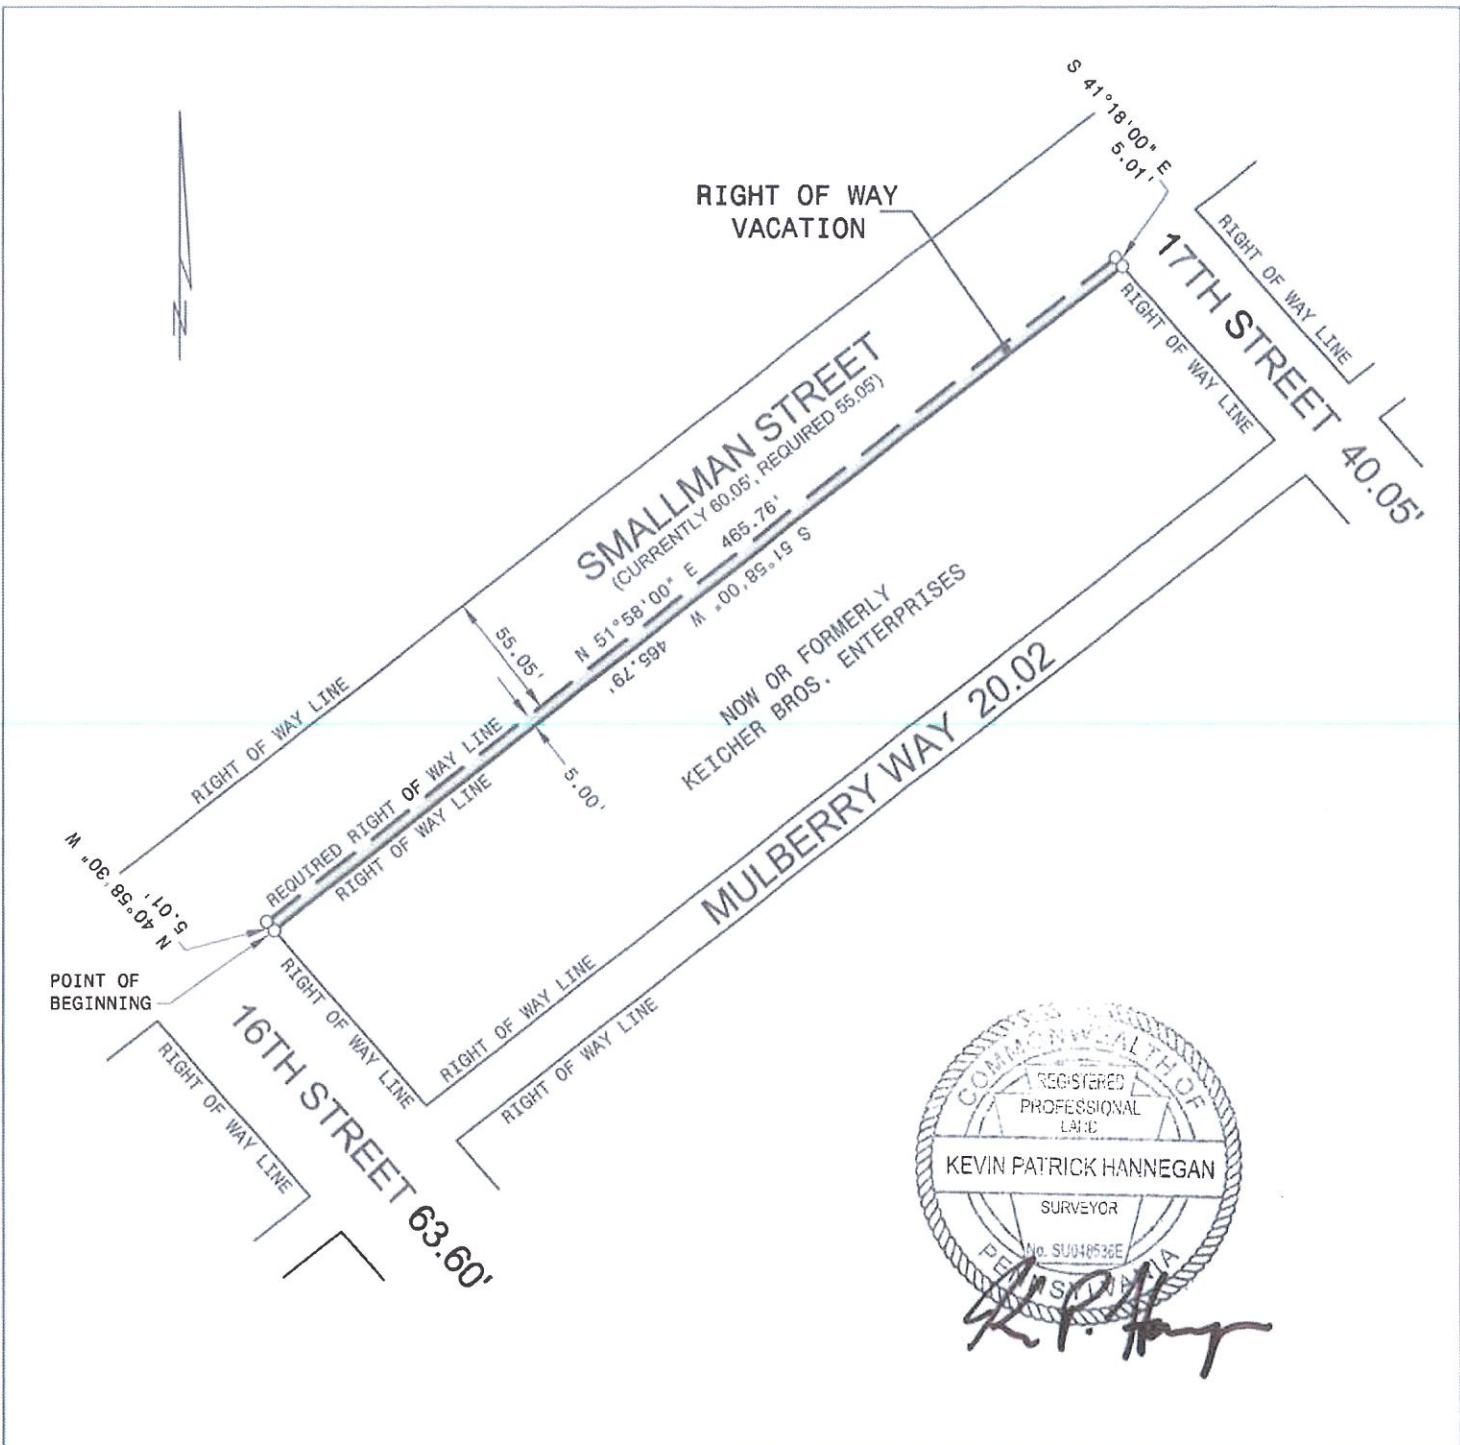 S 41°18'00" E
5.01'
RIGHT OF WAY
VACATION
RIGHT OF WAY LINE
17TH STREET 40.05'
RIGHT OF WAY LINE
SMALLMAN STREET
(CURRENTLY 60.05', REQUIRED 55.05')
N 51°58'00" E 465.76'
S 51°58'00" W 465.79'
55.05'
NOW OR FORMERLY
KEICHER BROS. ENTERPRISES
RIGHT OF WAY LINE
REQUIRED RIGHT OF WAY LINE
RIGHT OF WAY LINE
5.00'
MULBERRY WAY 20.02
N 40°58'30" W
5.01'
POINT OF
BEGINNING
RIGHT OF WAY LINE
16TH STREET 63.60'
RIGHT OF WAY LINE
RIGHT OF WAY LINE
RIGHT OF WAY LINE
N
COMMONWEALTH OF
REGISTERED
PROFESSIONAL
LAND
KEVIN PATRICK HANNEGAN
SURVEYOR
No.
PENNSYLVANIA